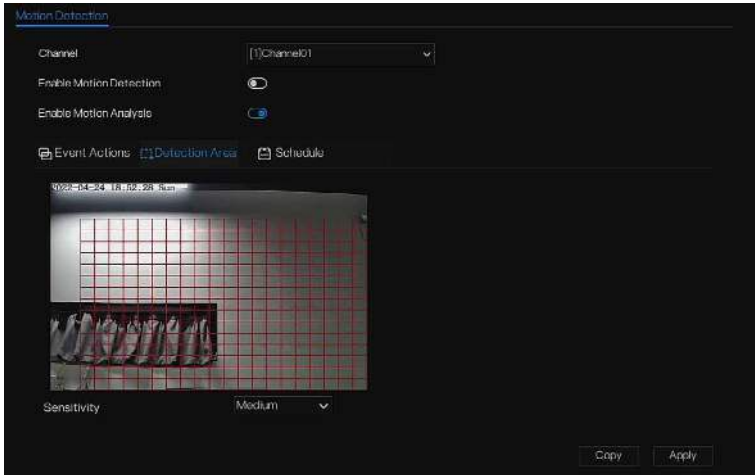 Motion Detection
Channel [1]Channel01
Enable Motion Detection
Enable Motion Analysis
Event Actions Detection Area Schedule
2022-04-24 18:52:28 Sun
Sensitivity Medium
Copy Apply